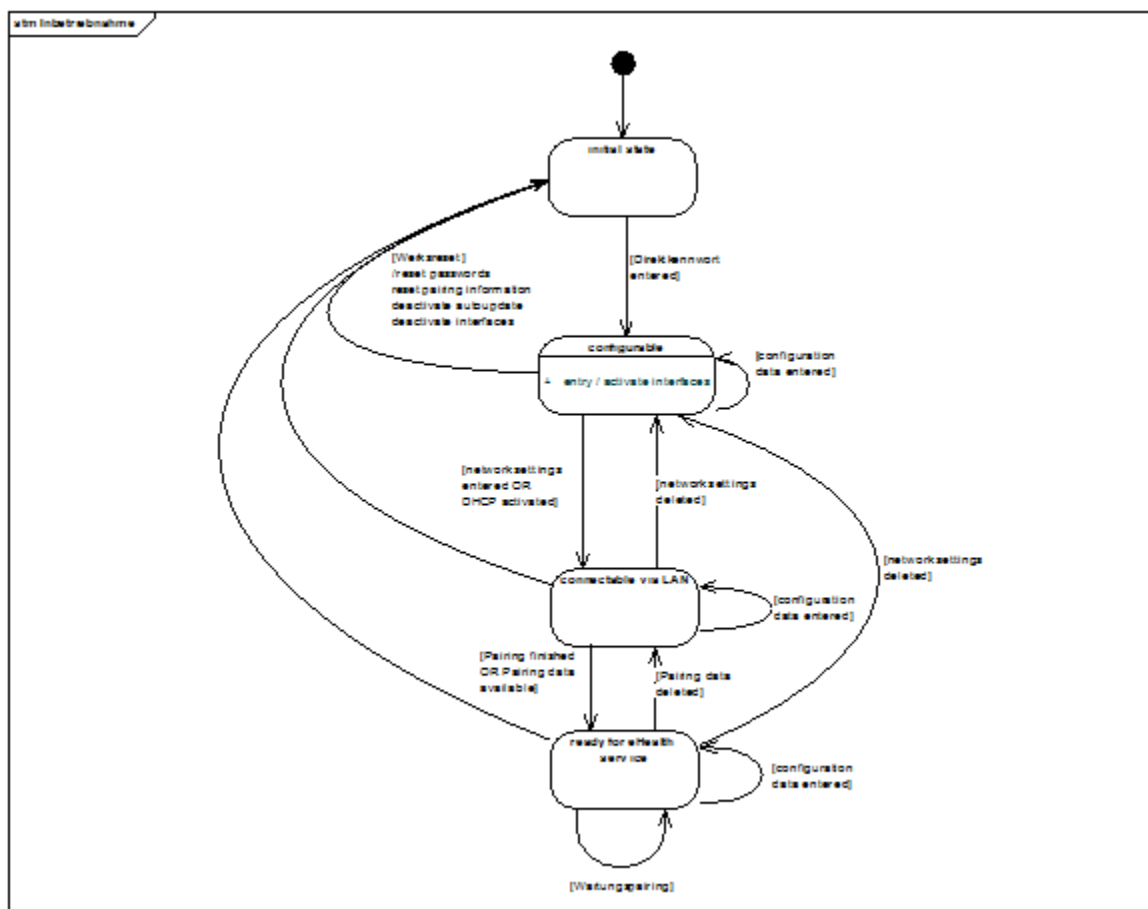 stm Inbetriebnahme
initial state
[Werksreset]
/reset passwords
reset pairing information
deactivate autoupdate
deactivate interfaces
[Direktkennwort
entered]
configurable
+ entry / activate interfaces
[configuration
data entered]
[networksettings
entered OR
DHCP activated]
[networksettings
deleted]
[networksettings
deleted]
connectable via LAN
[configuration
data entered]
[Pairing finished
OR Pairing data
available]
[Pairing data
deleted]
ready for eHealth
service
[configuration
data entered]
[Wartungspairing]